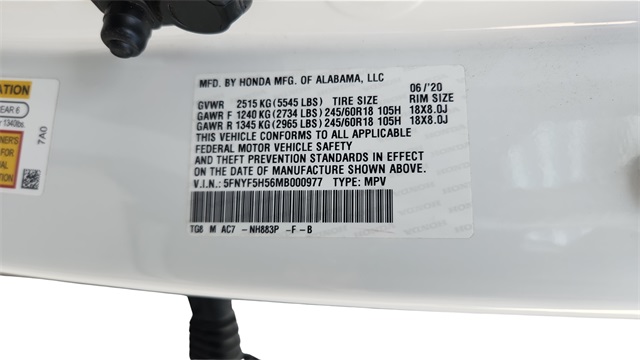 MFD. BY HONDA MFG. OF ALABAMA, LLC 06/'20
GVWR 2515 KG (5545 LBS) TIRE SIZE RIM SIZE
GAWR F 1240 KG (2734 LBS) 245/60R18 105H 18X8.0J
GAWR R 1345 KG (2965 LBS) 245/60R18 105H 18X8.0J
THIS VEHICLE CONFORMS TO ALL APPLICABLE
FEDERAL MOTOR VEHICLE SAFETY
AND THEFT PREVENTION STANDARDS IN EFFECT
ON THE DATE OF MANUFACTURE SHOWN ABOVE.
V.I.N.: 5FNYF5H56MB000977 TYPE: MPV
TG8 M AC7 -NH883P -F -B
7A0